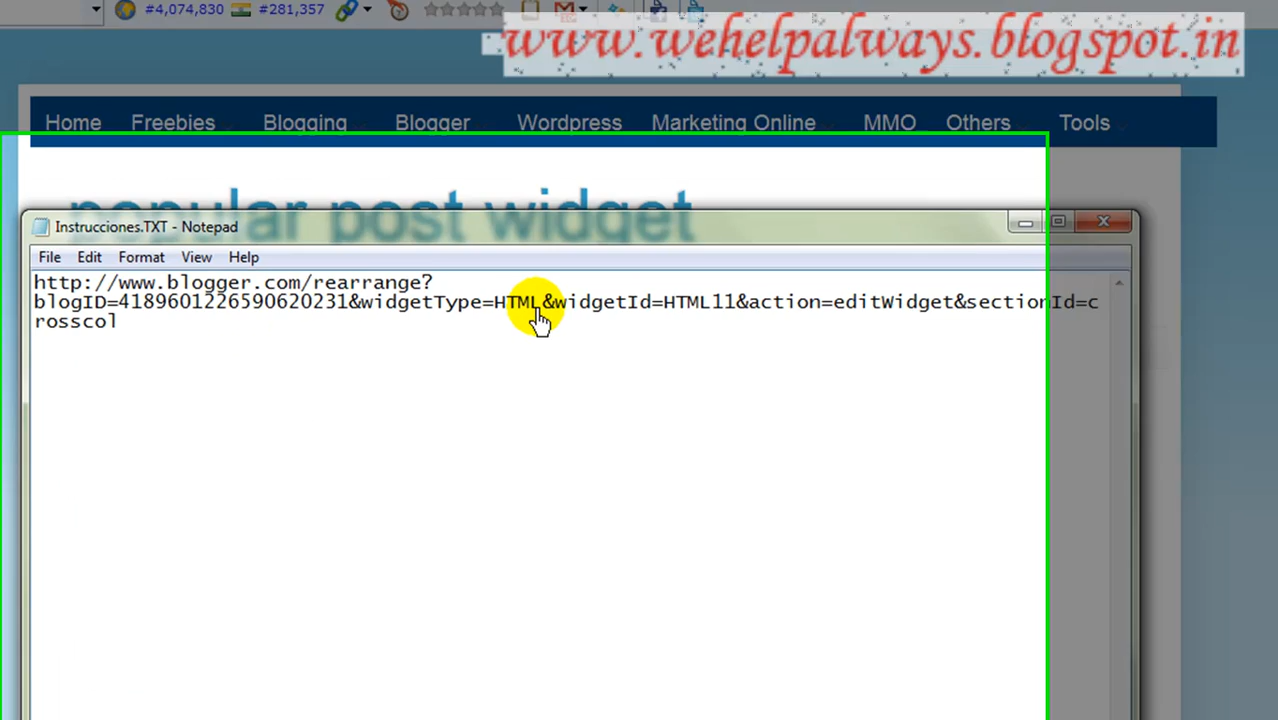 #4,074,830 #281,357
www.wehelpalways.blogspot.in
Home Freebies Blogging Blogger Wordpress Marketing Online MMO Others Tools
popular post widget
Instrucciones.TXT - Notepad
File Edit Format View Help
http://www.blogger.com/rearrange?
blogID=4189601226590620231&widgetType=HTML&widgetId=HTML11&action=editWidget&sectionId=c
rosscol